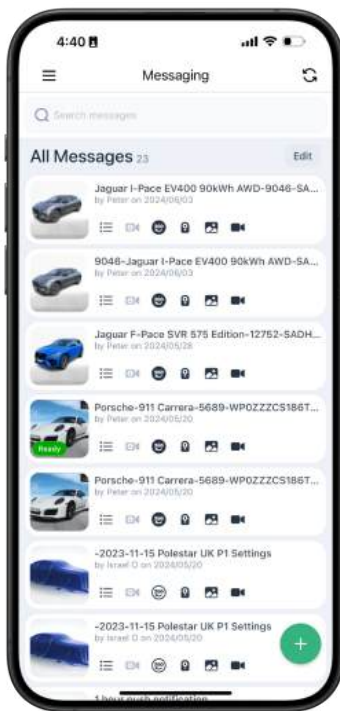 4:40
Messaging
Search messages
All Messages 23
Edit
Jaguar I-Pace EV400 90kWh AWD-9046-SA...
by Peter on 2024/06/03
9046-Jaguar I-Pace EV400 90kWh AWD-SA...
by Peter on 2024/06/03
Jaguar F-Pace SVR 575 Edition-12752-SADH...
by Peter on 2024/05/28
Porsche-911 Carrera-5689-WP0ZZZCS186T...
by Peter on 2024/05/20
Ready
Porsche-911 Carrera-5689-WP0ZZZCS186T...
by Peter on 2024/05/20
-2023-11-15 Polestar UK P1 Settings
by Israel O on 2024/05/20
-2023-11-15 Polestar UK P1 Settings
by Israel O on 2024/05/20
1 hour push notification